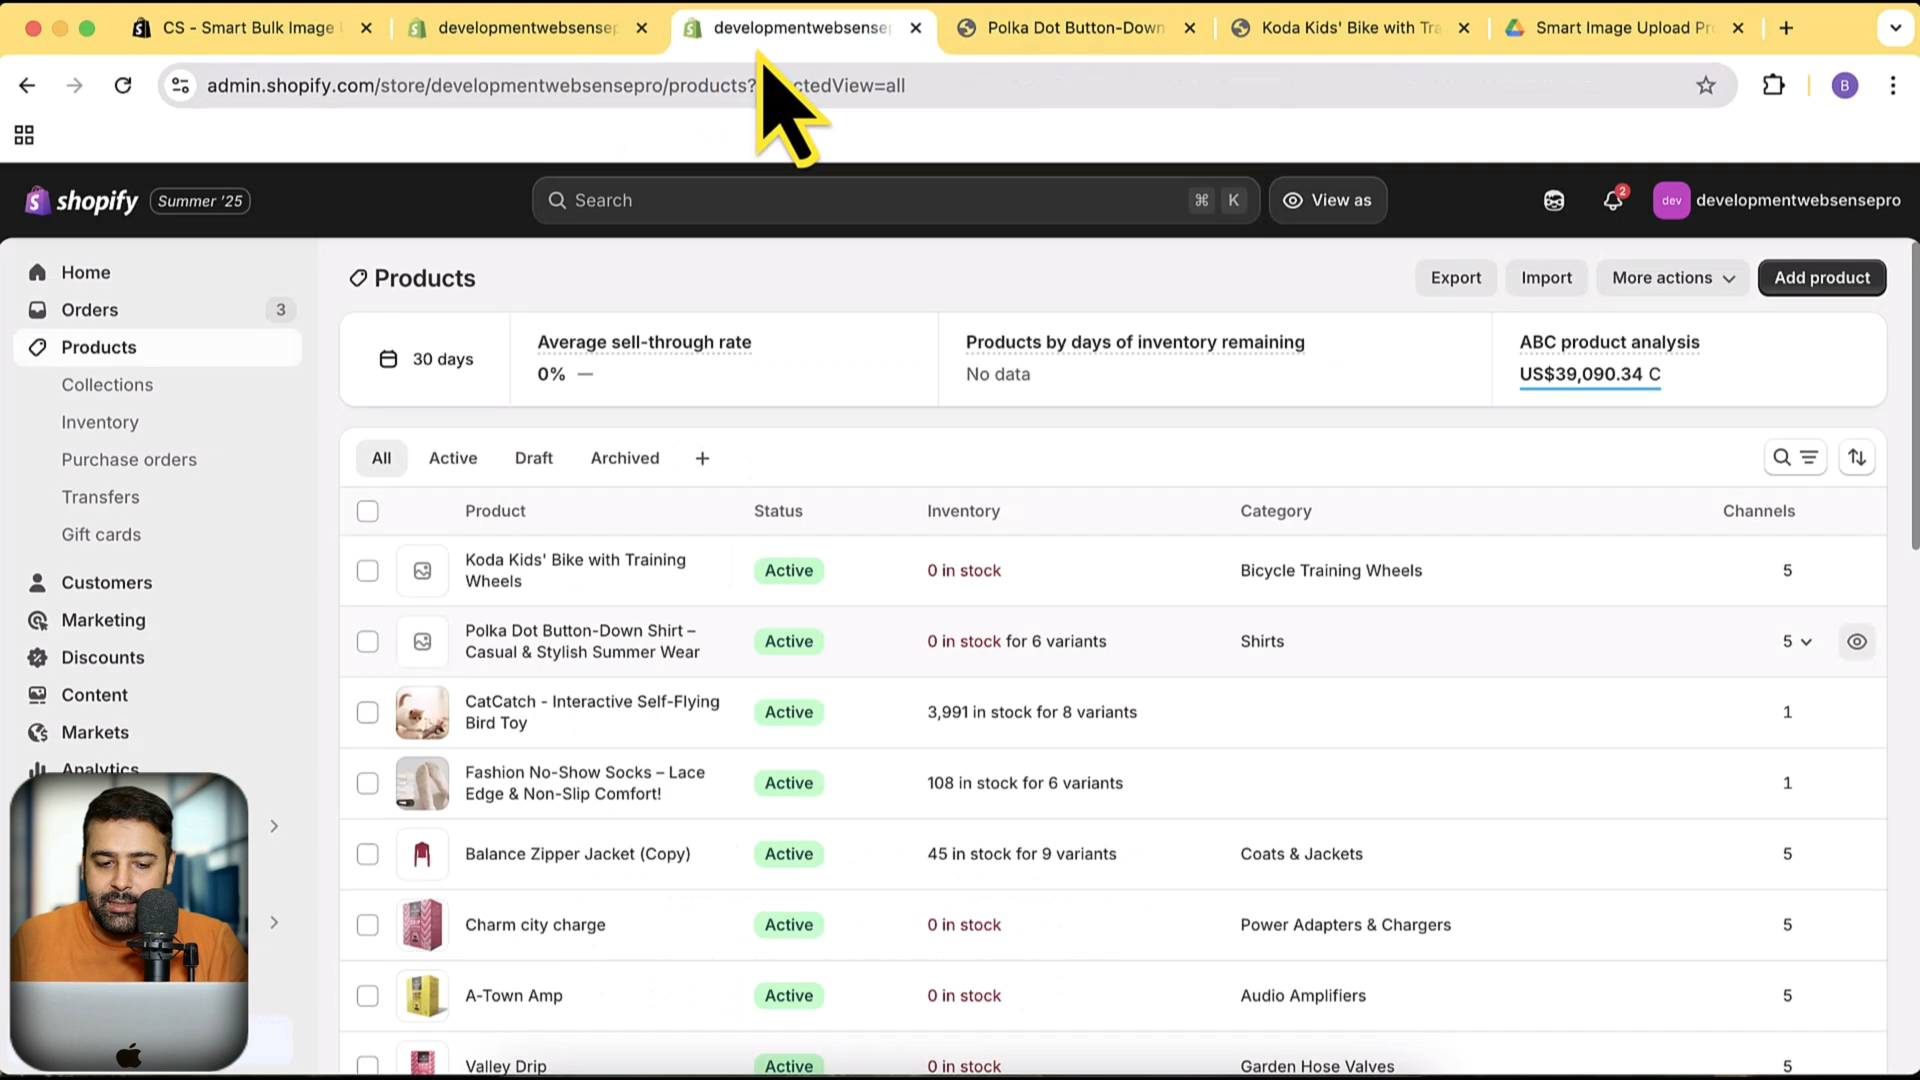 CS - Smart Bulk Image
developmentwebsensep
developmentwebsensep
Polka Dot Button-Down
Koda Kids' Bike with Tra
Smart Image Upload Pr
admin.shopify.com/store/developmentwebsensepro/products?
ctedView=all
B
shopify
Summer '25
Search
⌘ K
View as
2
dev
developmentwebsensepro
Home
Orders
3
Products
Collections
Inventory
Purchase orders
Transfers
Gift cards
Customers
Marketing
Discounts
Content
Markets
Analytics
Products
Export
Import
More actions
Add product
30 days
Average sell-through rate
0% —
Products by days of inventory remaining
No data
ABC product analysis
US$39,090.34 C
All
Active
Draft
Archived
+
Product Status Inventory Category Channels
Koda Kids' Bike with Training
Wheels
Active
0 in stock
Bicycle Training Wheels
5
Polka Dot Button-Down Shirt –
Casual & Stylish Summer Wear
Active
0 in stock for 6 variants
Shirts
5
CatCatch - Interactive Self-Flying
Bird Toy
Active
3,991 in stock for 8 variants
1
Fashion No-Show Socks – Lace
Edge & Non-Slip Comfort!
Active
108 in stock for 6 variants
1
Balance Zipper Jacket (Copy)
Active
45 in stock for 9 variants
Coats & Jackets
5
Charm city charge
Active
0 in stock
Power Adapters & Chargers
5
A-Town Amp
Active
0 in stock
Audio Amplifiers
5
Valley Drip
Active
0 in stock
Garden Hose Valves
5